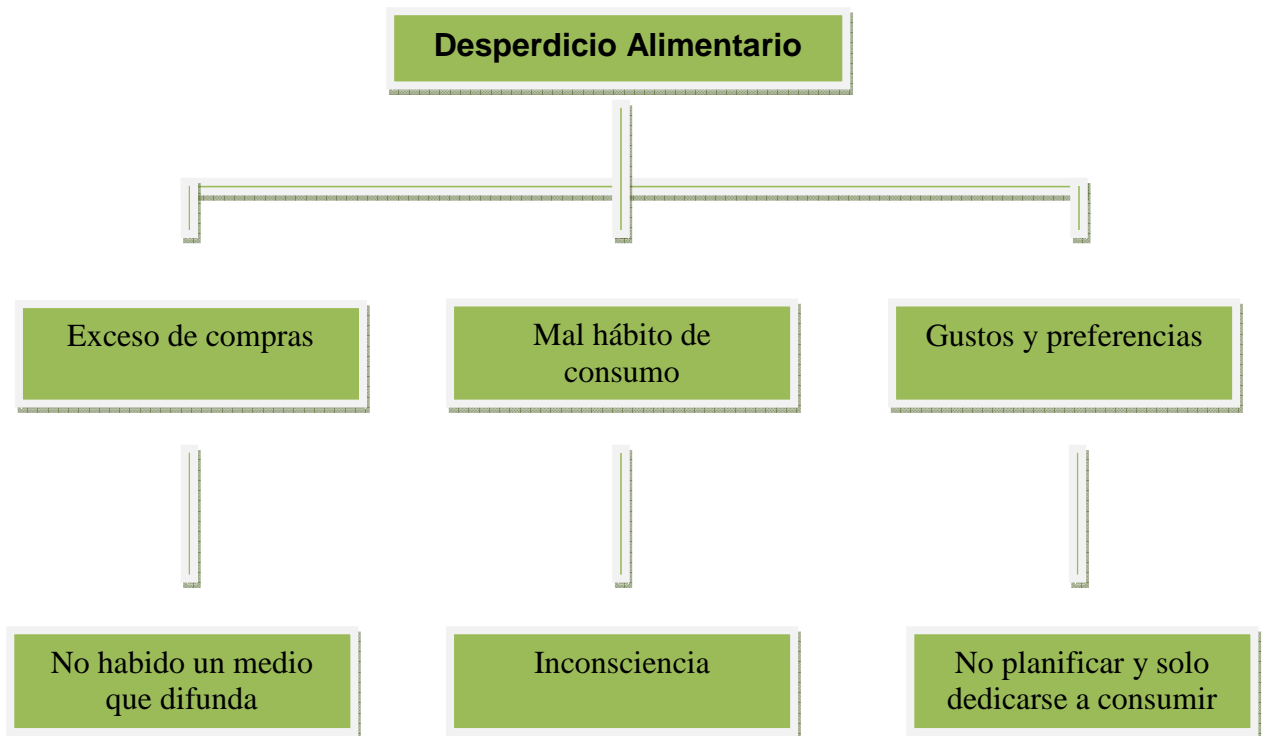 Desperdicio Alimentario
Exceso de compras
Mal hábito de
consumo
Gustos y preferencias
No habido un medio
que difunda
Inconsciencia
No planificar y solo
dedicarse a consumir